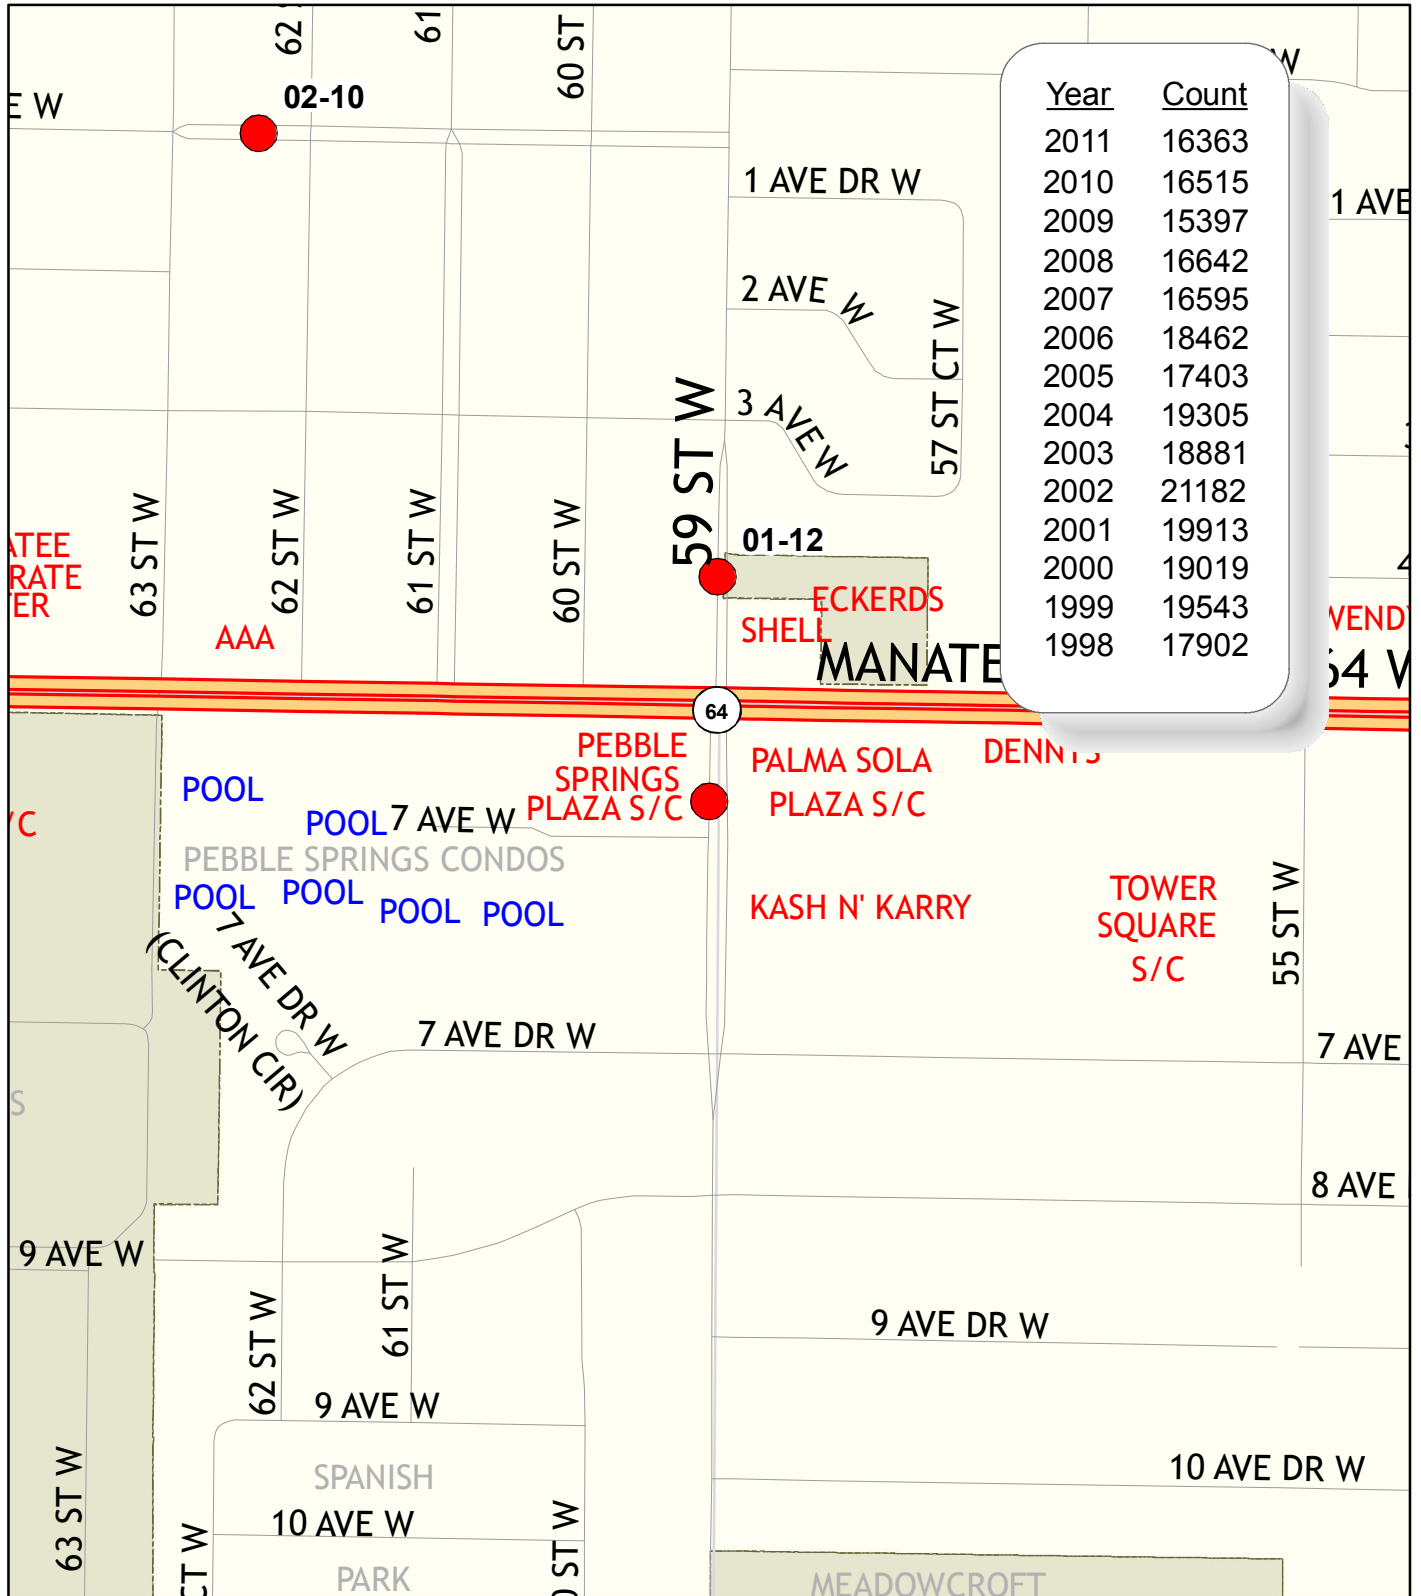 62
61
60 ST
W
02-10
E W
Year Count
2011 16363
2010 16515
2009 15397
2008 16642
2007 16595
2006 18462
2005 17403
2004 19305
2003 18881
2002 21182
2001 19913
2000 19019
1999 19543
1998 17902
1 AVE DR W
1 AVE
2 AVE W
57 ST CT W
3 AVE W
59 ST W
63 ST W
62 ST W
61 ST W
60 ST W
01-12
ATEE
RATE
ER
AAA
ECKERDS
SHELL
WENDY
MANATE
64 W
64
PEBBLE
SPRINGS
PLAZA S/C
PALMA SOLA
PLAZA S/C
DENNYS
POOL
POOL
7 AVE W
/C
PEBBLE SPRINGS CONDOS
POOL
POOL
POOL
POOL
KASH N' KARRY
TOWER
SQUARE
S/C
55 ST W
7 AVE DR W
(CLINTON CIR)
7 AVE DR W
7 AVE
S
8 AVE
9 AVE W
61 ST W
62 ST W
9 AVE DR W
9 AVE W
63 ST W
SPANISH
10 AVE DR W
10 AVE W
0 ST W
CT W
PARK
MEADOWCROFT